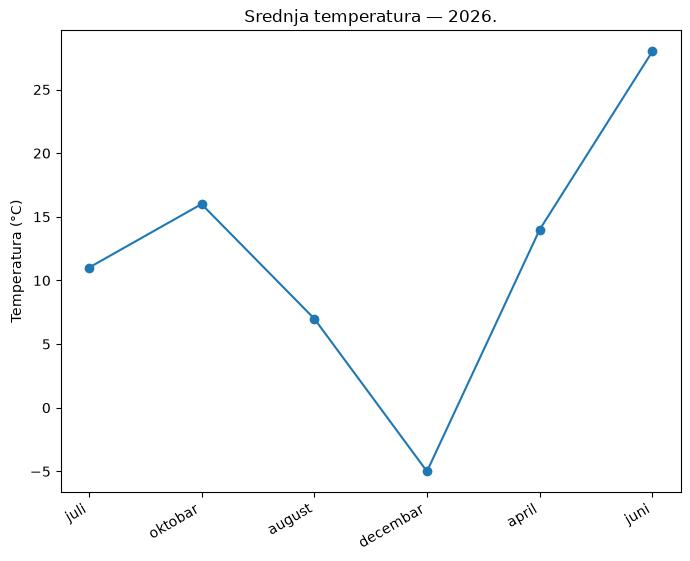 Srednja temperatura — 2026.
Temperatura (°C)
25
20
15
10
5
0
−5
juli
oktobar
august
decembar
april
juni